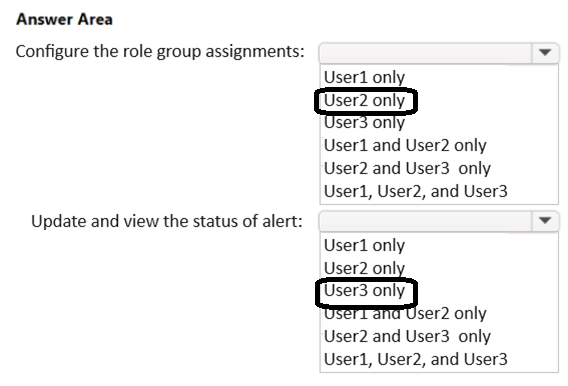 Answer Area
Configure the role group assignments:
User1 only
User2 only
User3 only
User1 and User2 only
User2 and User3 only
User1, User2, and User3
Update and view the status of alert:
User1 only
User2 only
User3 only
User1 and User2 only
User2 and User3 only
User1, User2, and User3